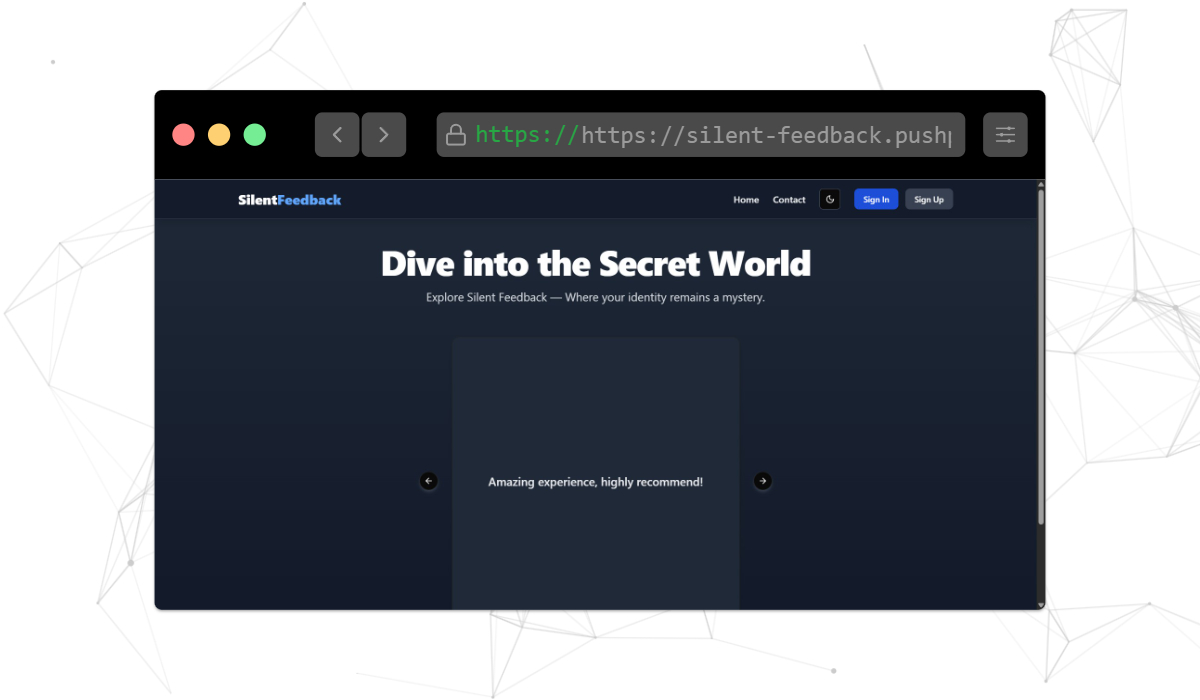 https://https://silent-feedback.push
SilentFeedback
Home Contact Sign In Sign Up
Dive into the Secret World
Explore Silent Feedback — Where your identity remains a mystery.
Amazing experience, highly recommend!